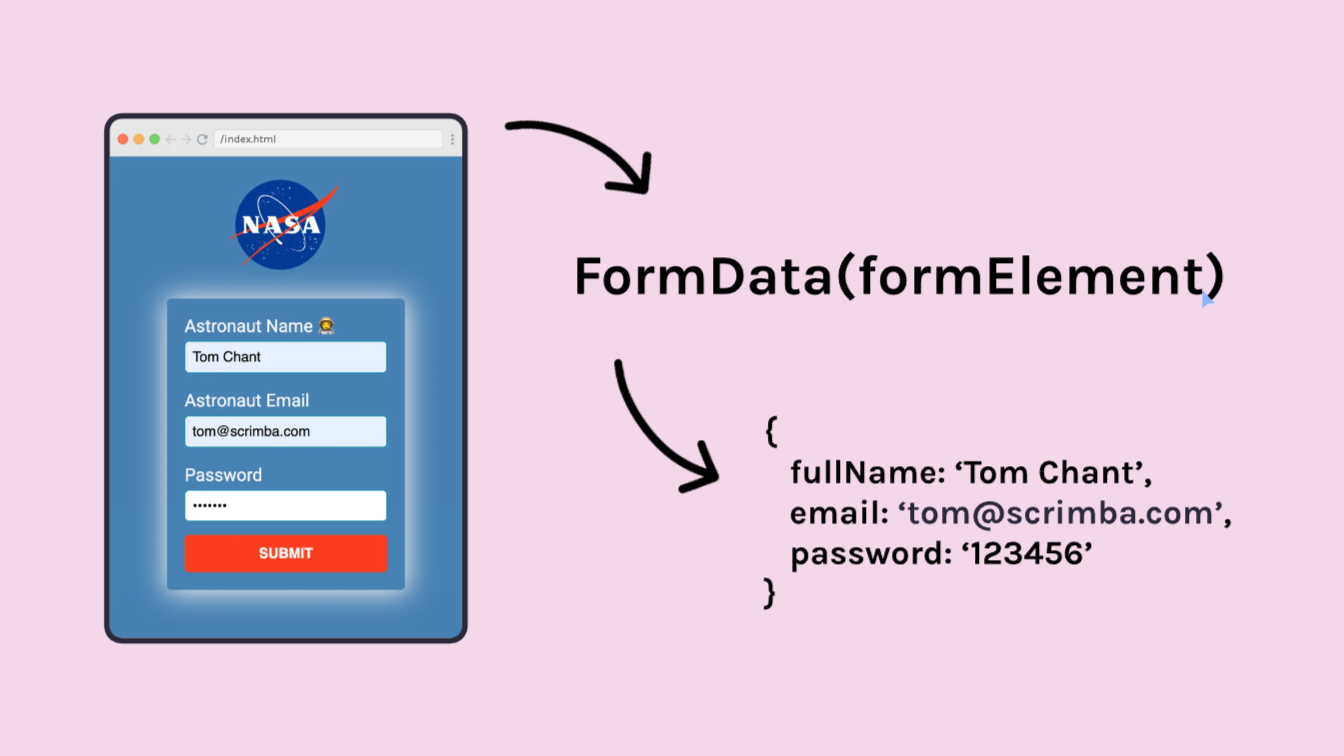 /index.html
NASA
Astronaut Name 👩‍🚀
Tom Chant
Astronaut Email
tom@scrimba.com
Password
•••••••
SUBMIT
FormData(formElement)
{
fullName: ‘Tom Chant’,
email: ‘tom@scrimba.com’,
password: ‘123456’
}